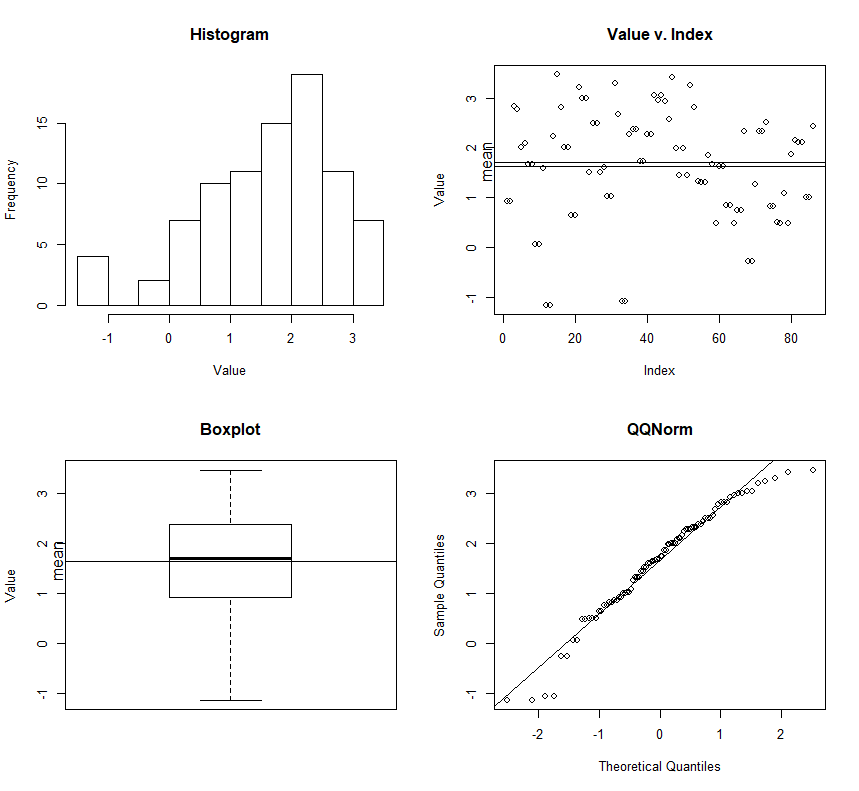 Histogram
Frequency
0
5
10
15
-1
0
1
2
3
Value
Value v. Index
Value
mean
-1
0
1
2
3
0
20
40
60
80
Index
Boxplot
Value
mean
-1
0
1
2
3
QQNorm
Sample Quantiles
-1
0
1
2
3
-2
-1
0
1
2
Theoretical Quantiles